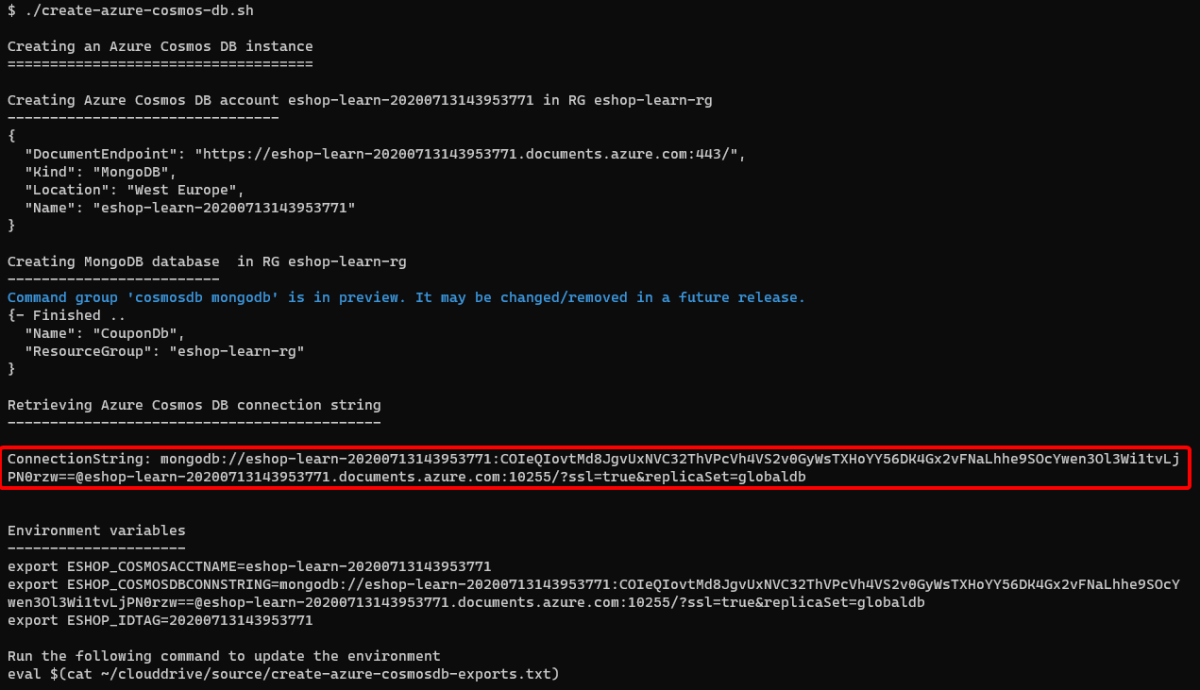 $ ./create-azure-cosmos-db.sh
Creating an Azure Cosmos DB instance
====================================
Creating Azure Cosmos DB account eshop-learn-20200713143953771 in RG eshop-learn-rg
--------------------------------
{
"DocumentEndpoint": "https://eshop-learn-20200713143953771.documents.azure.com:443/",
"Kind": "MongoDB",
"Location": "West Europe",
"Name": "eshop-learn-20200713143953771"
}
Creating MongoDB database  in RG eshop-learn-rg
-------------------------
Command group 'cosmosdb mongodb' is in preview. It may be changed/removed in a future release.
{- Finished ..
"Name": "CouponDb",
"ResourceGroup": "eshop-learn-rg"
}
Retrieving Azure Cosmos DB connection string
--------------------------------------------
ConnectionString: mongodb://eshop-learn-20200713143953771:COIeQIovtMd8JgvUxNVC32ThVPcVh4VS2v0GyWsTXHoYY56DK4Gx2vFNaLhhe9SOcYwen3Ol3Wi1tvLj
PN0rzw==@eshop-learn-20200713143953771.documents.azure.com:10255/?ssl=true&replicaSet=globaldb
Environment variables
---------------------
export ESHOP_COSMOSACCTNAME=eshop-learn-20200713143953771
export ESHOP_COSMOSDBCONNSTRING=mongodb://eshop-learn-20200713143953771:COIeQIovtMd8JgvUxNVC32ThVPcVh4VS2v0GyWsTXHoYY56DK4Gx2vFNaLhhe9SOcY
wen3Ol3Wi1tvLjPN0rzw==@eshop-learn-20200713143953771.documents.azure.com:10255/?ssl=true&replicaSet=globaldb
export ESHOP_IDTAG=20200713143953771
Run the following command to update the environment
eval $(cat ~/clouddrive/source/create-azure-cosmosdb-exports.txt)